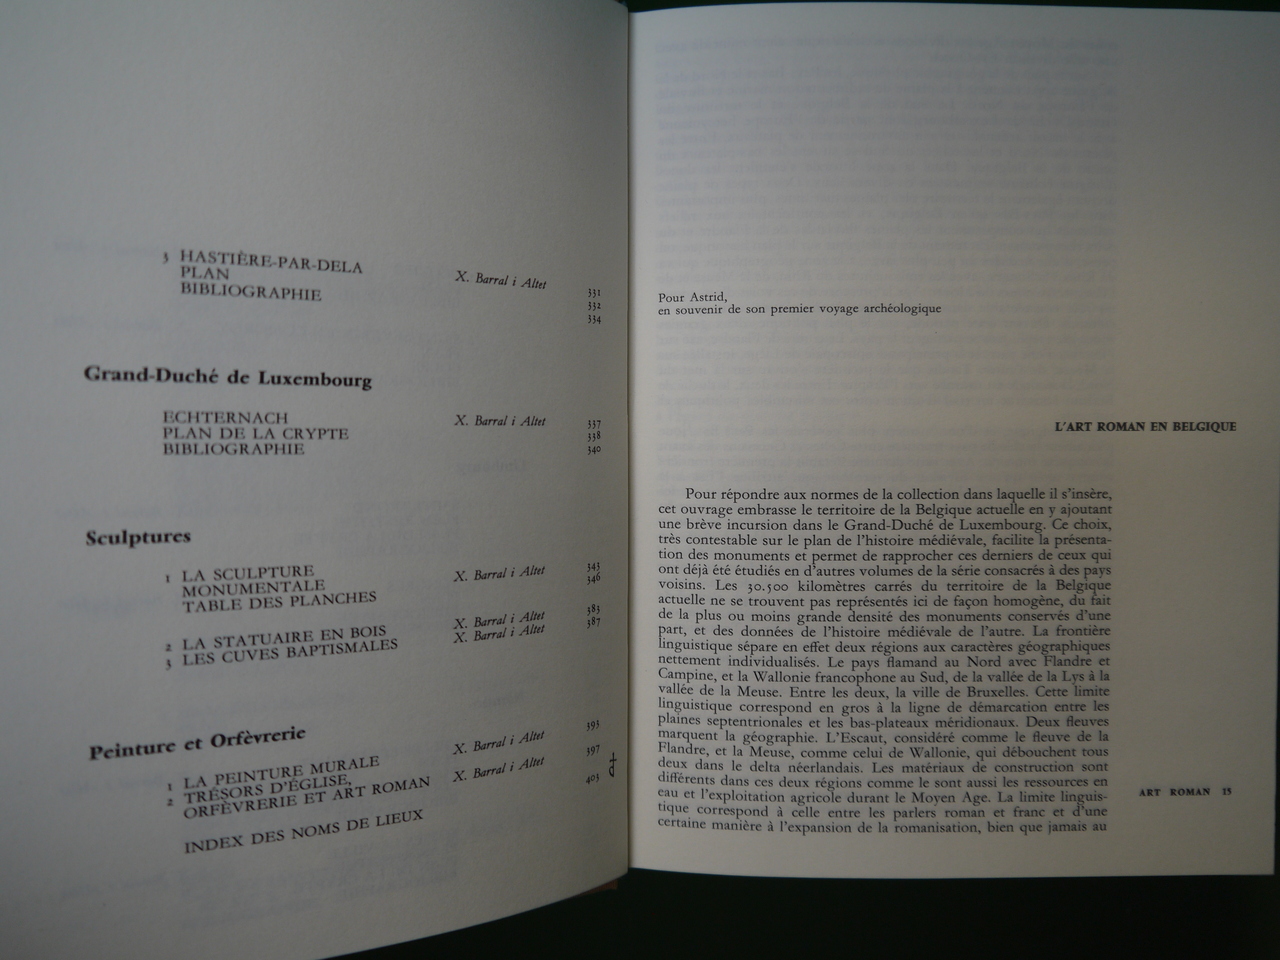 3 HASTIÈRE-PAR-DELA X. Barral i Altet 331
PLAN 332
BIBLIOGRAPHIE 334
Grand-Duché de Luxembourg
ECHTERNACH X. Barral i Altet 337
PLAN DE LA CRYPTE 338
BIBLIOGRAPHIE 340
Sculptures
1 LA SCULPTURE
MONUMENTALE X. Barral i Altet 343
TABLE DES PLANCHES 346
2 LA STATUAIRE EN BOIS X. Barral i Altet 383
3 LES CUVES BAPTISMALES X. Barral i Altet 387
Peinture et Orfèvrerie
1 LA PEINTURE MURALE X. Barral i Altet 393
2 TRÉSORS D'ÉGLISE,
ORFÈVRERIE ET ART ROMAN X. Barral i Altet 397
INDEX DES NOMS DE LIEUX 403
Pour Astrid,
en souvenir de son premier voyage archéologique
L'ART ROMAN EN BELGIQUE
Pour répondre aux normes de la collection dans laquelle il s'insère,
cet ouvrage embrasse le territoire de la Belgique actuelle en y ajoutant
une brève incursion dans le Grand-Duché de Luxembourg. Ce choix,
très contestable sur le plan de l'histoire médiévale, facilite la présenta-
tion des monuments et permet de rapprocher ces derniers de ceux qui
ont déjà été étudiés en d'autres volumes de la série consacrés à des pays
voisins. Les 30.500 kilomètres carrés du territoire de la Belgique
actuelle ne se trouvent pas représentés ici de façon homogène, du fait
de la plus ou moins grande densité des monuments conservés d'une
part, et des données de l'histoire médiévale de l'autre. La frontière
linguistique sépare en effet deux régions aux caractères géographiques
nettement individualisés. Le pays flamand au Nord avec Flandre et
Campine, et la Wallonie francophone au Sud, de la vallée de la Lys à la
vallée de la Meuse. Entre les deux, la ville de Bruxelles. Cette limite
linguistique correspond en gros à la ligne de démarcation entre les
plaines septentrionales et les bas-plateaux méridionaux. Deux fleuves
marquent la géographie. L'Escaut, considéré comme le fleuve de la
Flandre, et la Meuse, comme celui de Wallonie, qui débouchent tous
deux dans le delta néerlandais. Les matériaux de construction sont
différents dans ces deux régions comme le sont aussi les ressources en
eau et l'exploitation agricole durant le Moyen Age. La limite linguis-
tique correspond à celle entre les parlers roman et franc et d'une
certaine manière à l'expansion de la romanisation, bien que jamais au
ART ROMAN 15